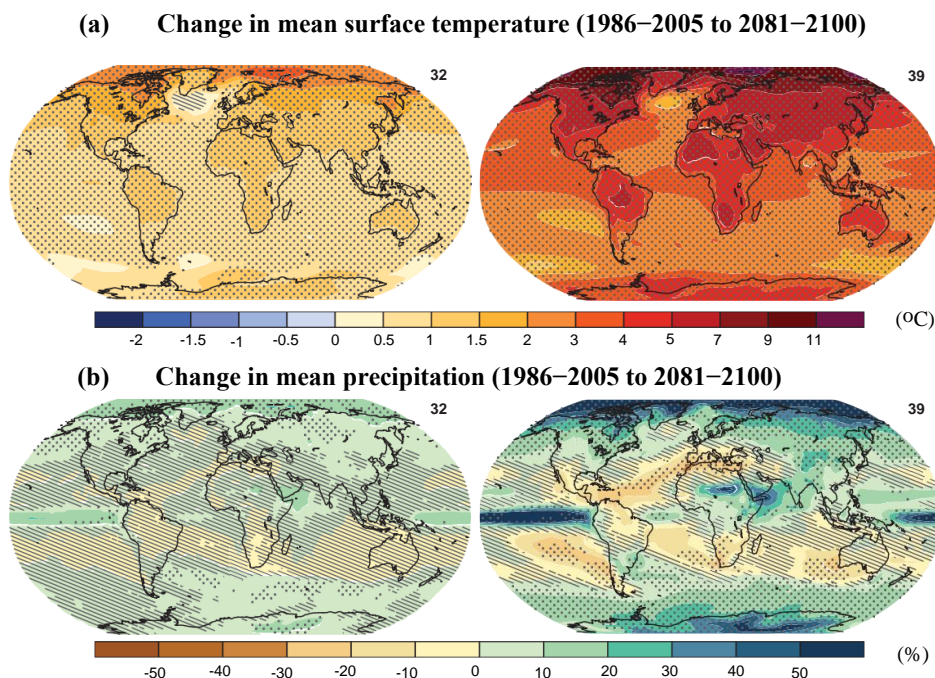 (a) Change in mean surface temperature (1986−2005 to 2081−2100)
32 39
-2 -1.5 -1 -0.5 0 0.5 1 1.5 2 3 4 5 7 9 11 (ºC)
(b) Change in mean precipitation (1986−2005 to 2081−2100)
32 39
-50 -40 -30 -20 -10 0 10 20 30 40 50 (%)